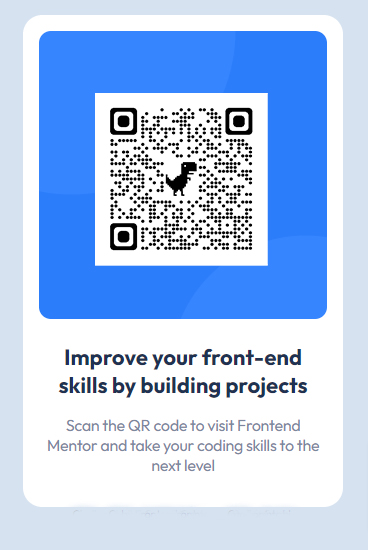 Improve your front-end
skills by building projects
Scan the QR code to visit Frontend
Mentor and take your coding skills to the
next level